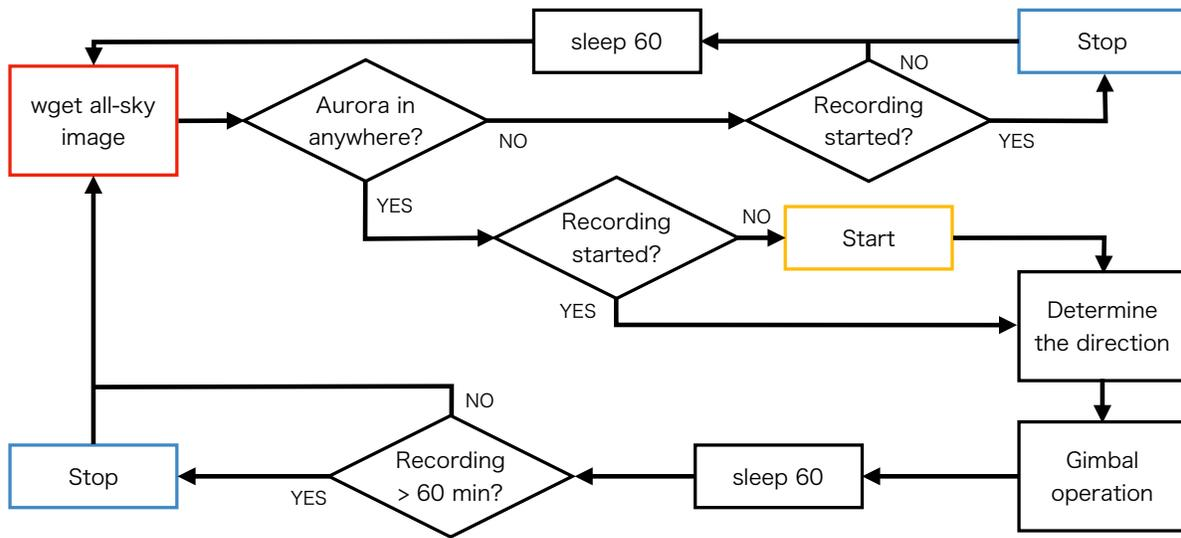 sleep 60
Stop
NO
wget all-sky
image
Aurora in
anywhere?
NO
Recording
started?
YES
YES
Recording
started?
NO
Start
YES
Determine
the direction
NO
Stop
YES
Recording
> 60 min?
sleep 60
Gimbal
operation